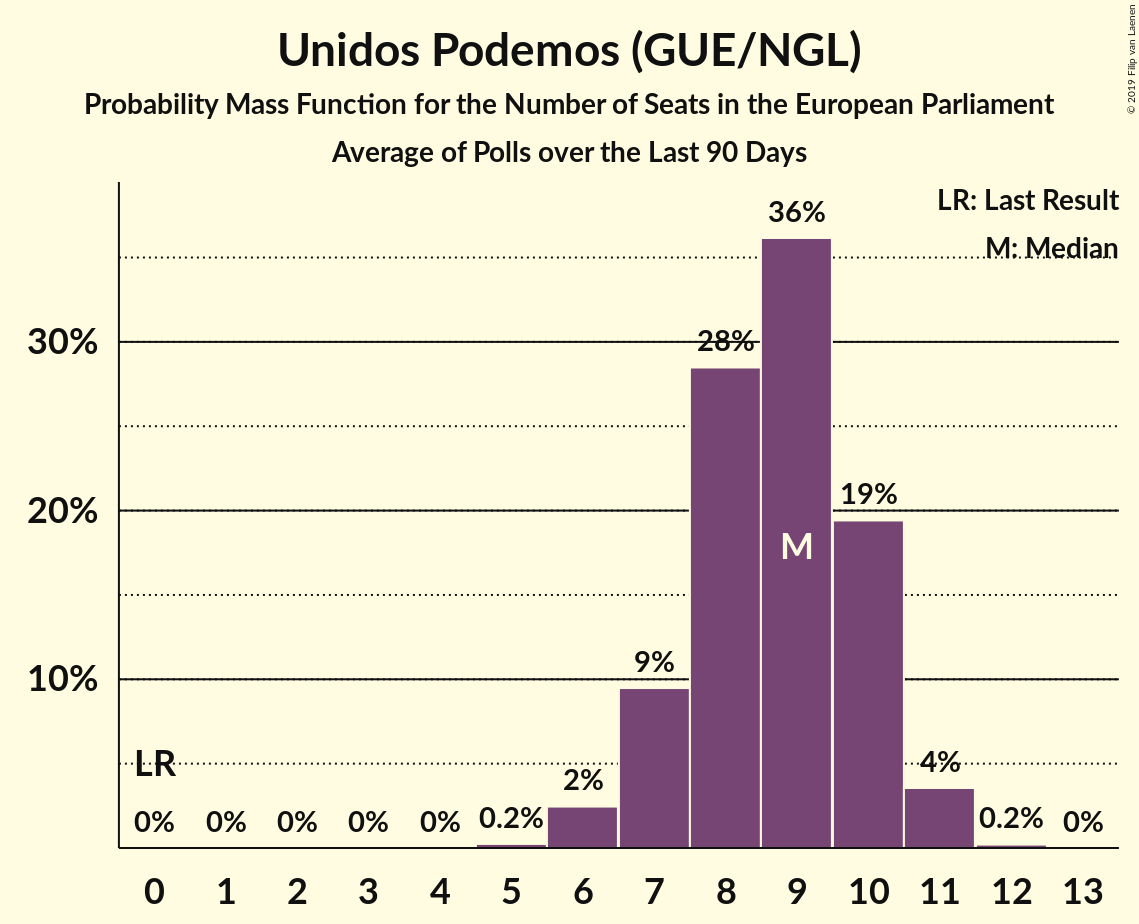 Unidos Podemos (GUE/NGL)
Probability Mass Function for the Number of Seats in the European Parliament
Average of Polls over the Last 90 Days
© 2019 Filip van Laenen
LR: Last Result
M: Median
36%
30%
28%
20%
19%
M
10%
9%
LR
2%
4%
0%
0%
0%
0%
0%
0.2%
0.2%
0%
0 1 2 3 4 5 6 7 8 9 10 11 12 13